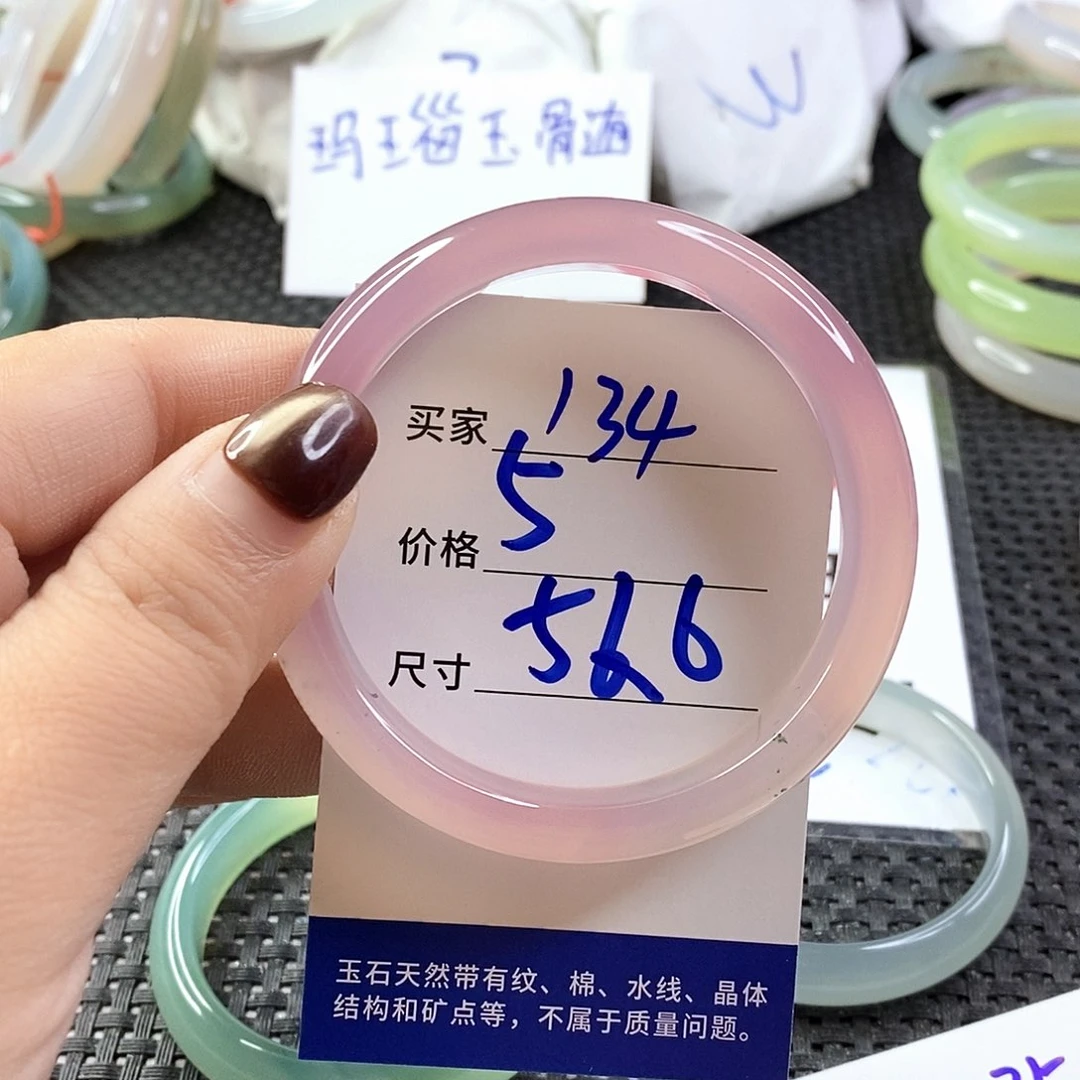 玛瑙玉骨髓
买家 134
价格 5
尺寸 566
玉石天然带有纹、棉、水线、晶体
结构和矿点等，不属于质量问题。